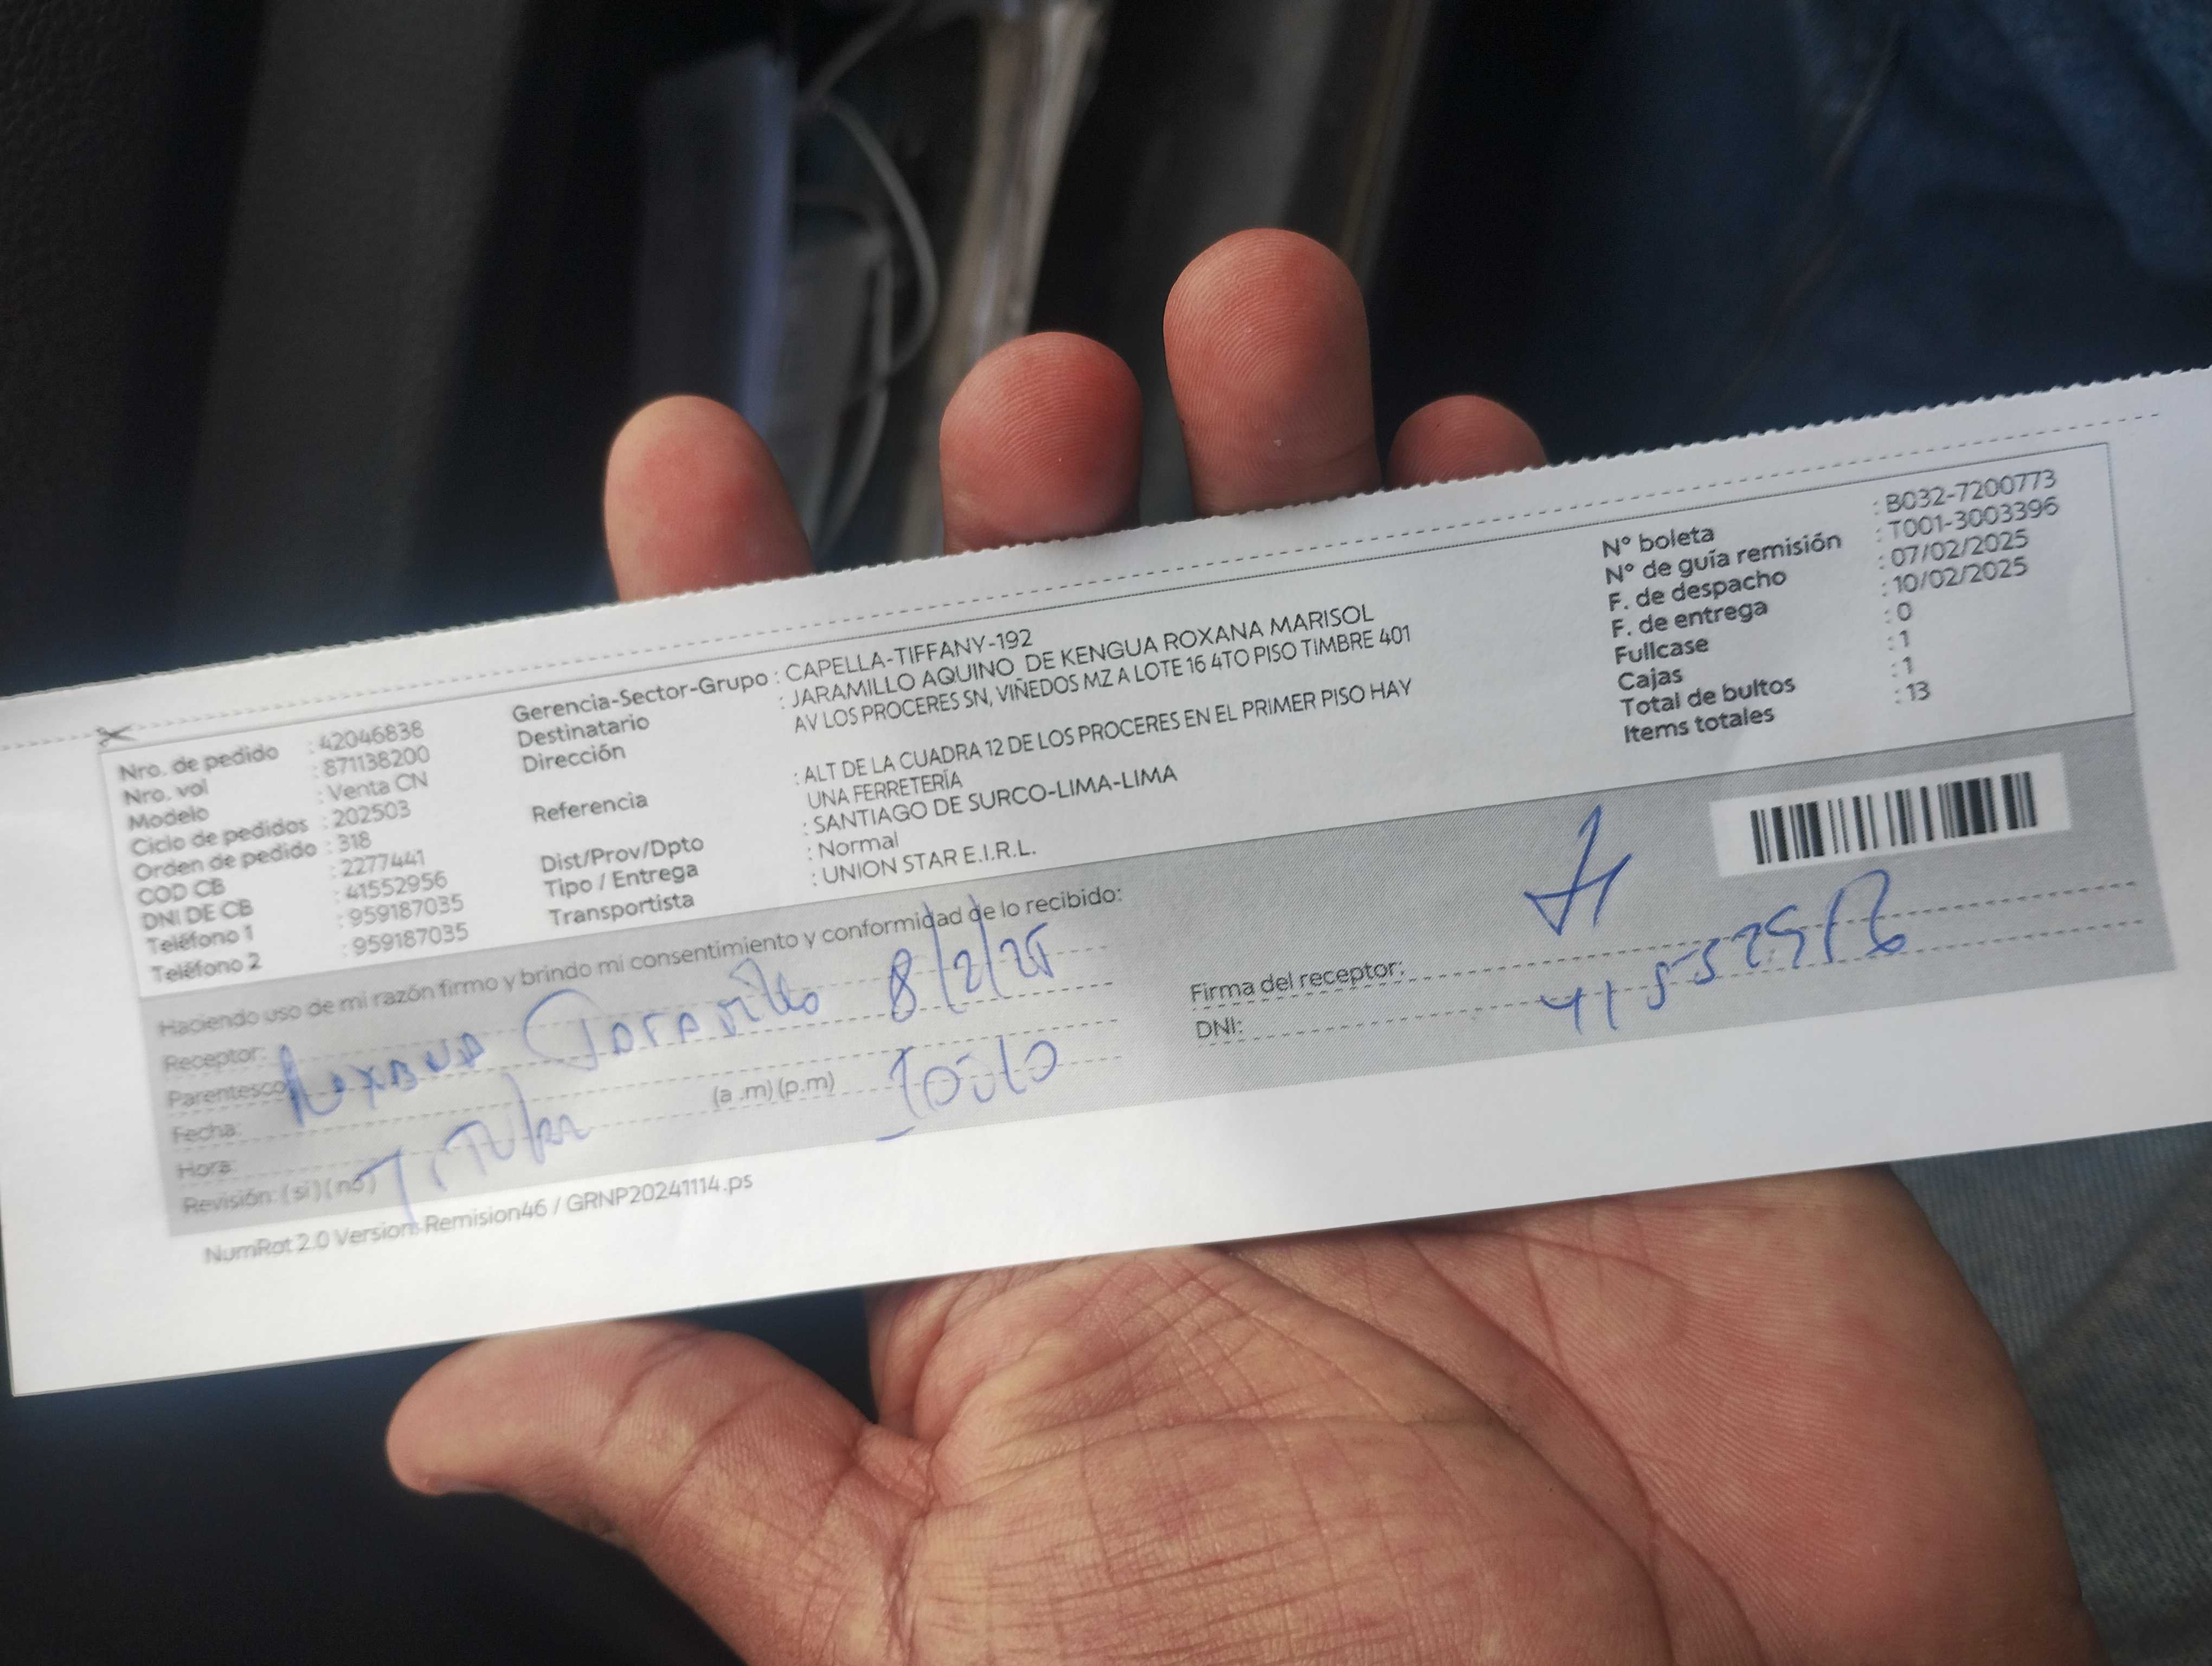 Nro. de pedido : 42046838
Nro. vol : 871138200
Modelo : Venta CN
Ciclo de pedidos : 202503
Orden de pedido : 318
COD CB : 2277441
DNI DE CB : 41552956
Teléfono 1 : 959187035
Teléfono 2 : 959187035
Gerencia-Sector-Grupo : CAPELLA-TIFFANY-192
Destinatario : JARAMILLO AQUINO DE KENGUA ROXANA MARISOL
Dirección AV LOS PROCERES SN, VIÑEDOS MZ A LOTE 16 4TO PISO TIMBRE 401
Referencia : ALT DE LA CUADRA 12 DE LOS PROCERES EN EL PRIMER PISO HAY
UNA FERRETERÍA
Dist/Prov/Dpto : SANTIAGO DE SURCO-LIMA-LIMA
Tipo / Entrega : Normal
Transportista : UNION STAR E.I.R.L.
N° boleta : B032-7200773
N° de guía remisión : T001-3003396
F. de despacho : 07/02/2025
F. de entrega : 10/02/2025
Fullcase : 0
Cajas : 1
Total de bultos : 1
Items totales : 13
Haciendo uso de mi razón firmo y brindo mi consentimiento y conformidad de lo recibido:
Receptor: Roxana Jaramillo 8/2/25
Parentesco:
Fecha:
Hora: (a .m) (p.m)
Revisión: (si) (no) Titular
Firma del receptor:
DNI:
NumRot 2.0 Version: Remision46 / GRNP20241114.ps